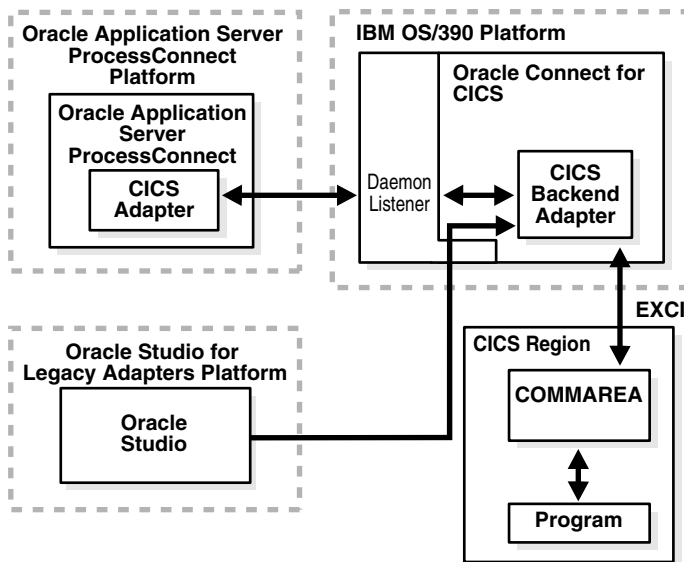 Oracle Application Server
ProcessConnect
Platform
Oracle Application
Server
ProcessConnect
CICS
Adapter
IBM OS/390 Platform
Oracle Connect for
CICS
Daemon
Listener
CICS
Backend
Adapter
EXCI
Oracle Studio for
Legacy Adapters Platform
Oracle
Studio
CICS Region
COMMAREA
Program